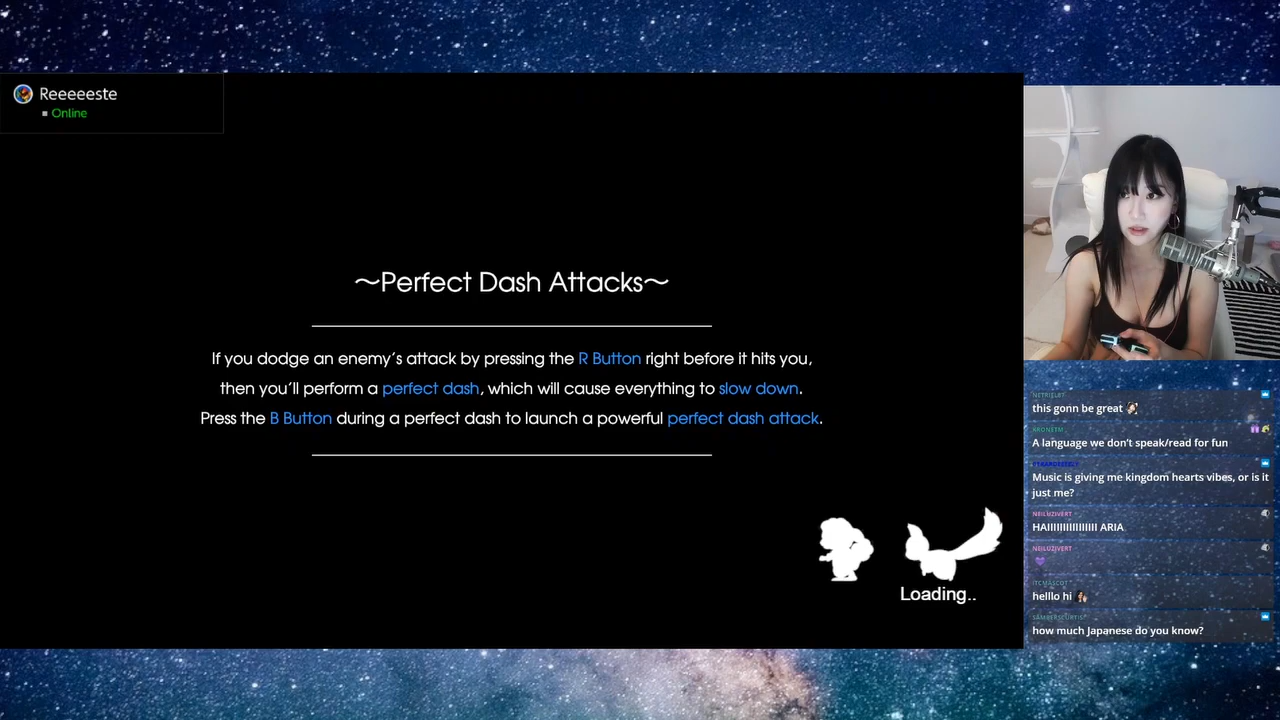 Reeeeeste
Online
～Perfect Dash Attacks～
If you dodge an enemy's attack by pressing the R Button right before it hits you,
then you'll perform a perfect dash, which will cause everything to slow down.
Press the B Button during a perfect dash to launch a powerful perfect dash attack.
Loading..
this gonn be great
A language we don't speak/read for fun
Music is giving me kingdom hearts vibes, or is it
just me?
NEILUZIVERT
HAIIIIIIIIIIIIIIIII ARIA
NEILUZIVERT
helllo hi
how much Japanese do you know?